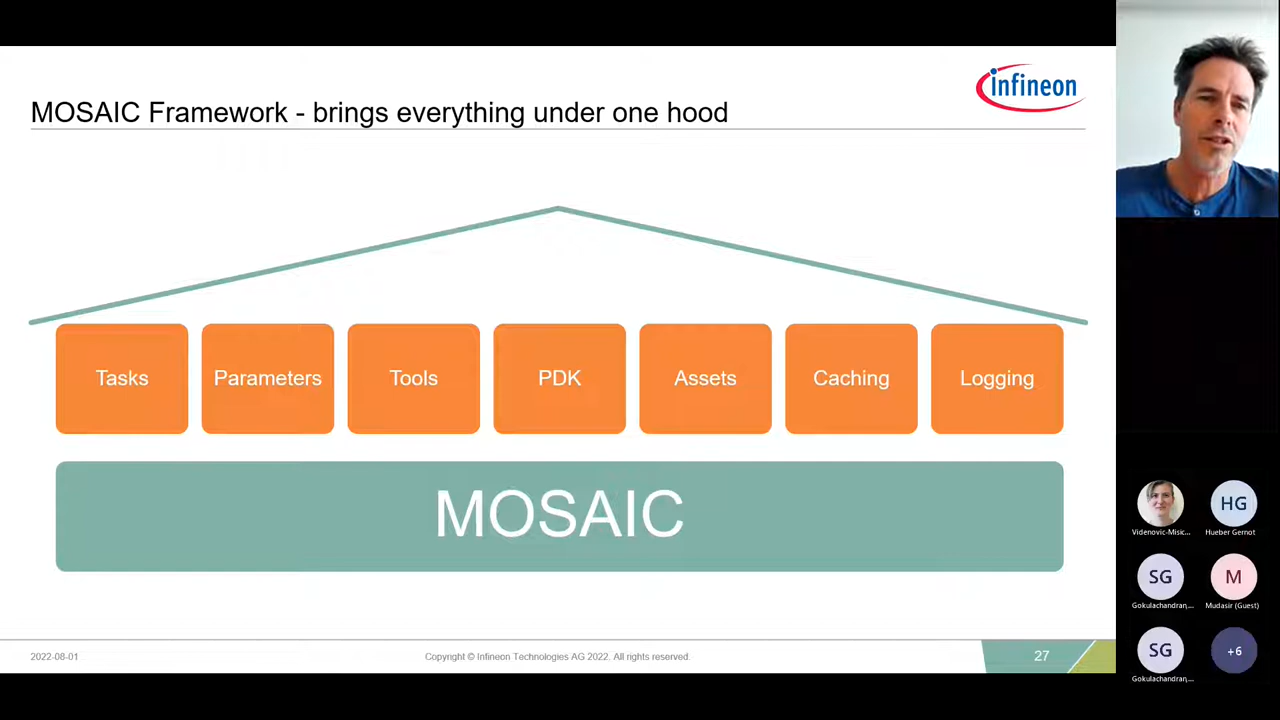 infineon
MOSAIC Framework - brings everything under one hood
Tasks
Parameters
Tools
PDK
Assets
Caching
Logging
MOSAIC
2022-08-01
Copyright © Infineon Technologies AG 2022. All rights reserved.
27
Videnovic-Misic...
HG
Hueber Gernot
SG
Gokulachandran,...
M
Mudasir (Guest)
SG
Gokulachandran,...
+6